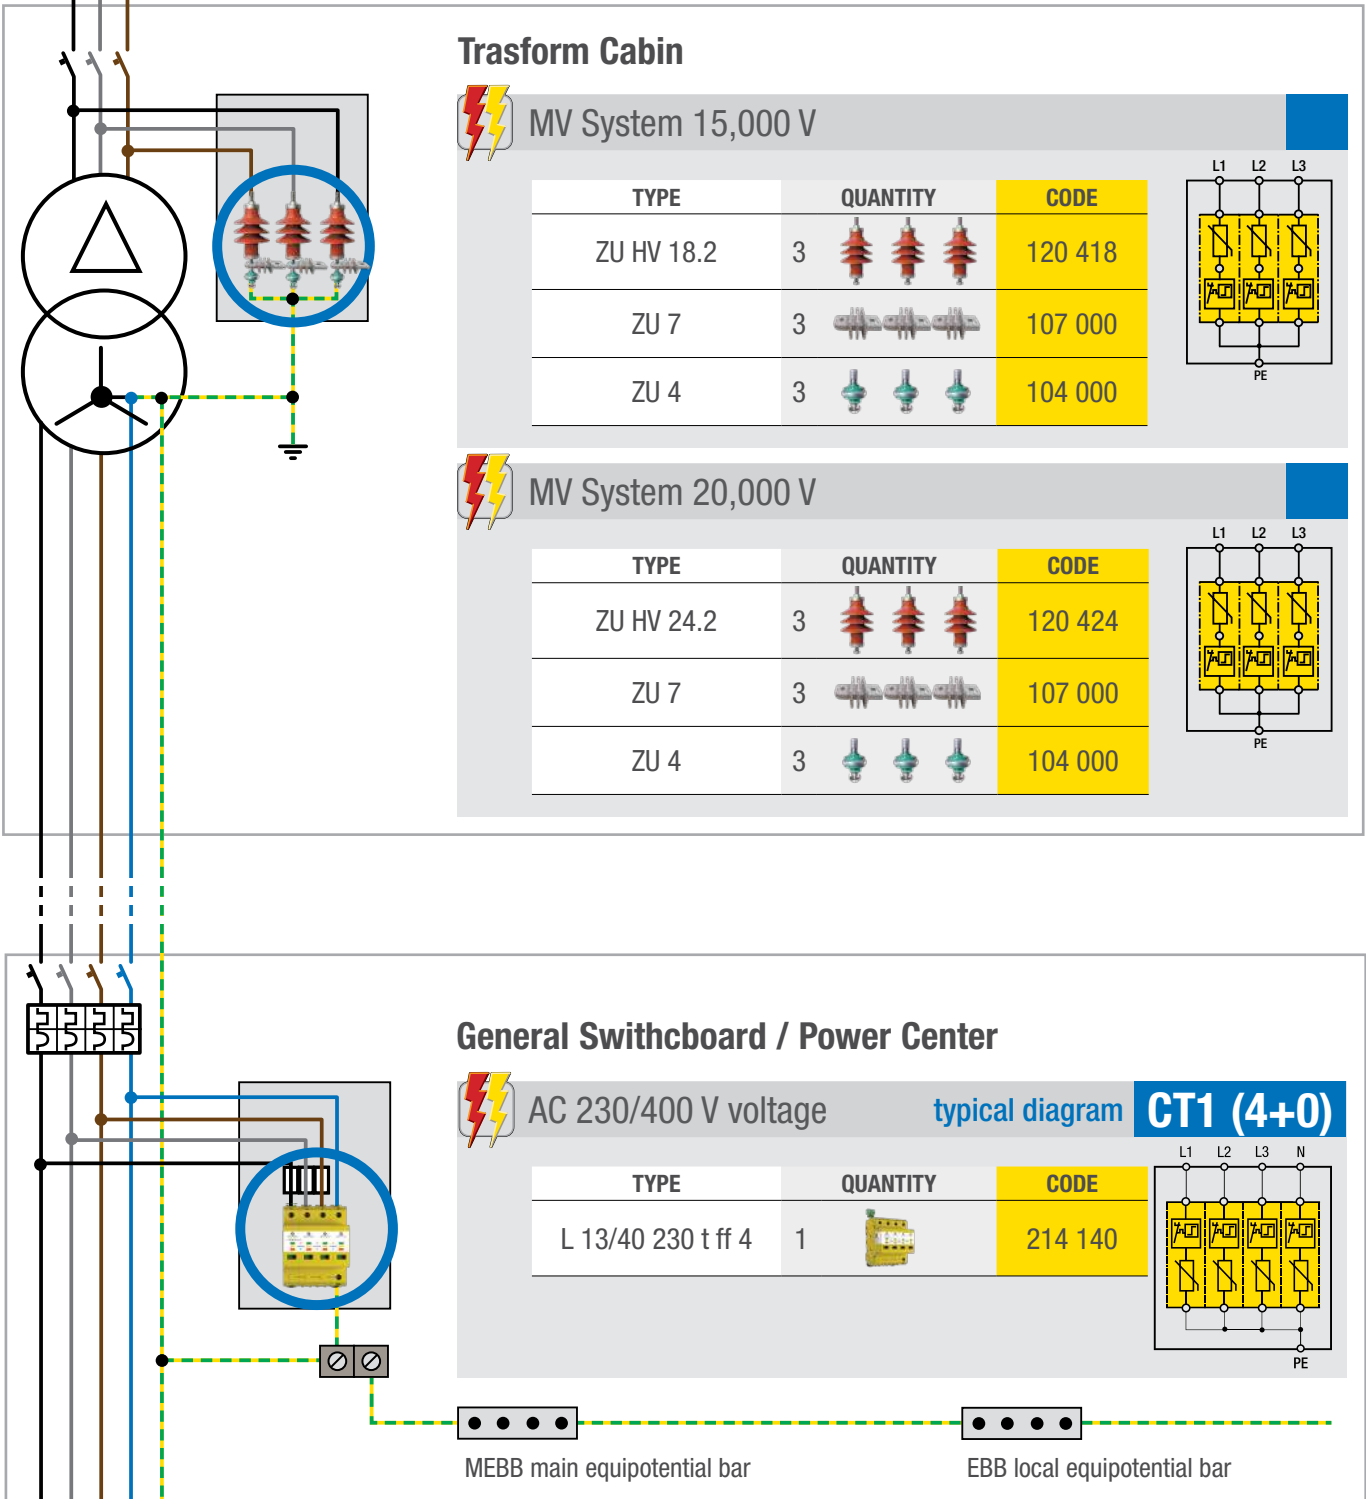 Trasform Cabin
MV System 15,000 V
L1 L2 L3
TYPE QUANTITY CODE
ZU HV 18.2 3 120 418
ZU 7 3 107 000
ZU 4 3 104 000
PE
MV System 20,000 V
L1 L2 L3
TYPE QUANTITY CODE
ZU HV 24.2 3 120 424
ZU 7 3 107 000
ZU 4 3 104 000
PE
General Swithcboard / Power Center
AC 230/400 V voltage typical diagram CT1 (4+0)
L1 L2 L3 N
TYPE QUANTITY CODE
L 13/40 230 t ff 4 1 214 140
PE
MEBB main equipotential bar EBB local equipotential bar